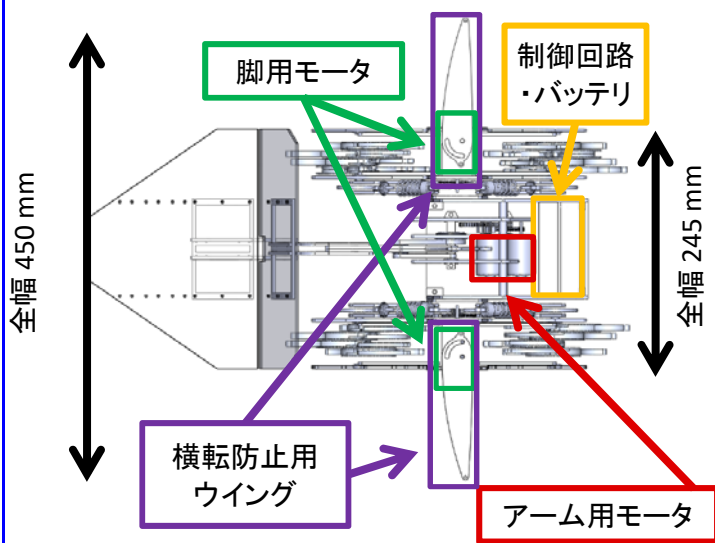 脚用モータ
制御回路
・バッテリ
全幅 450 mm
全幅 245 mm
横転防止用
ウイング
アーム用モータ